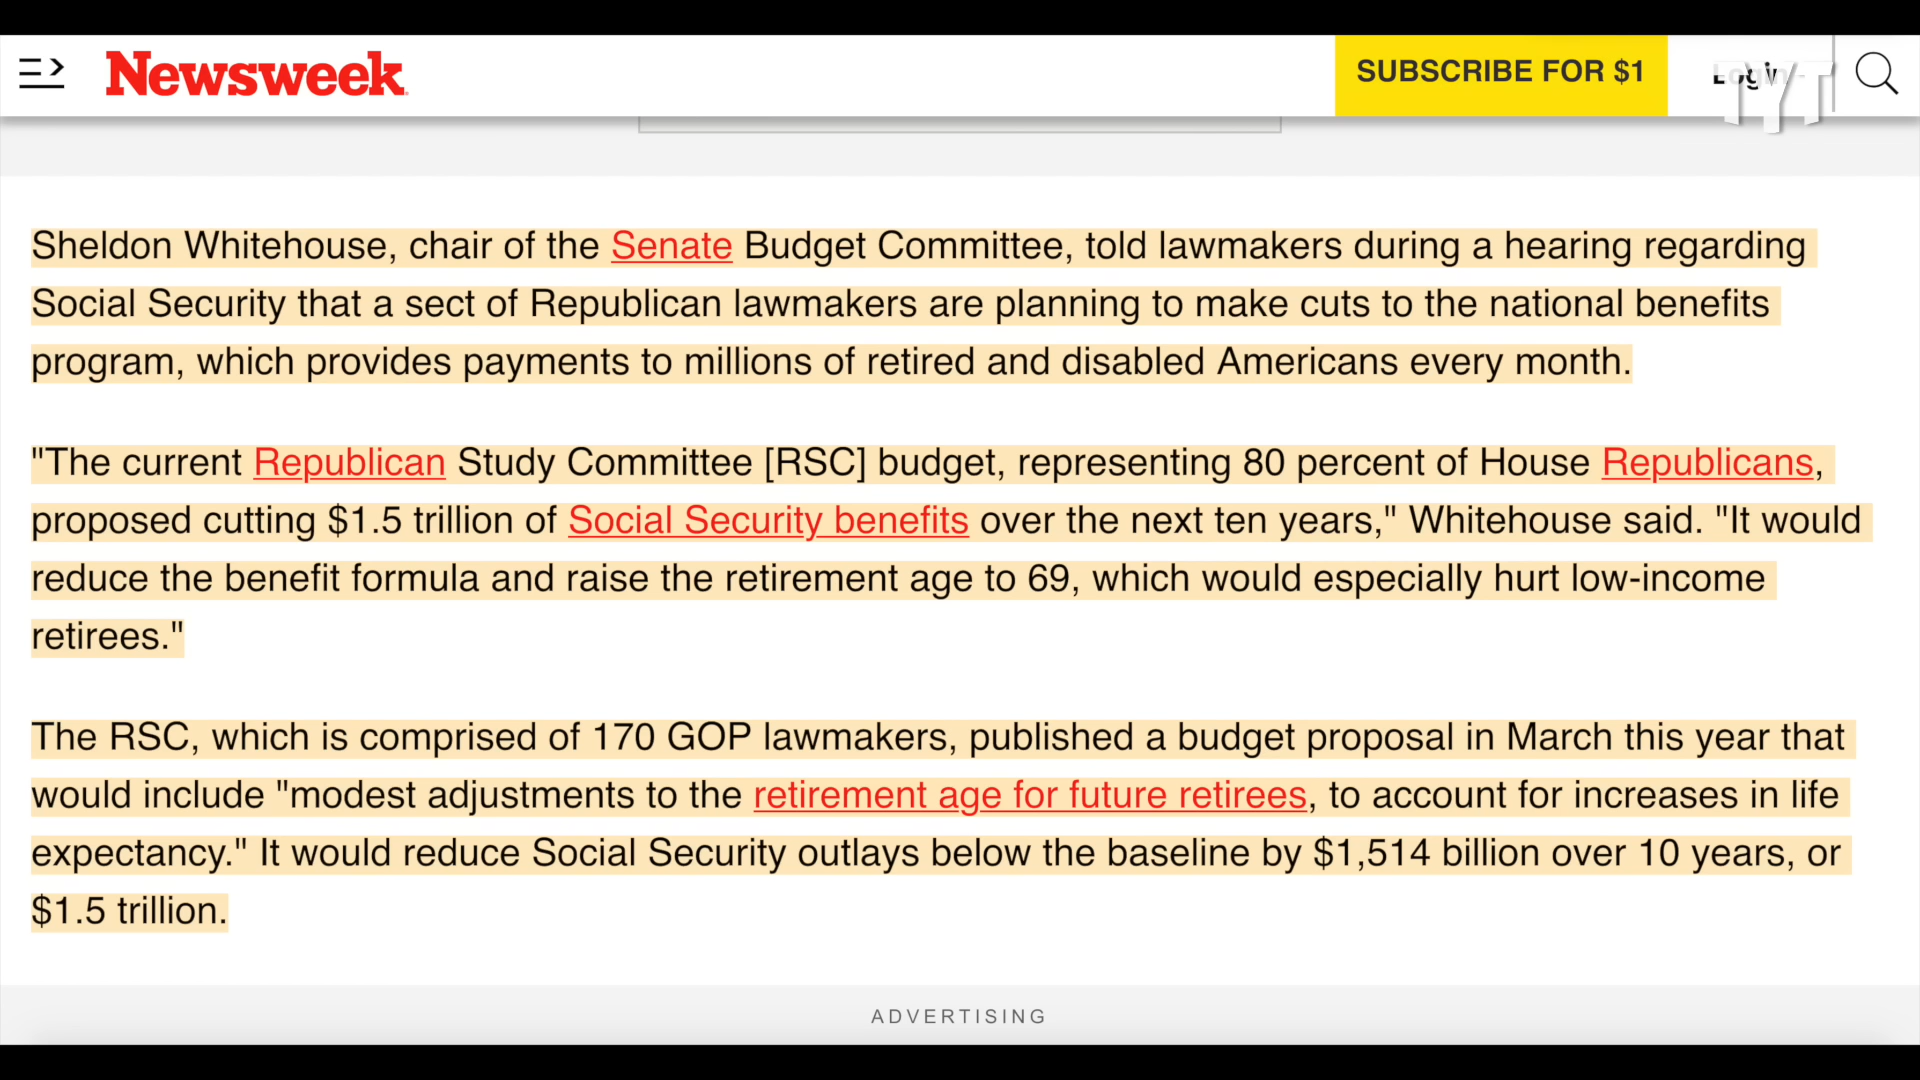 Newsweek
SUBSCRIBE FOR $1
Login
TYT
Sheldon Whitehouse, chair of the Senate Budget Committee, told lawmakers during a hearing regarding
Social Security that a sect of Republican lawmakers are planning to make cuts to the national benefits
program, which provides payments to millions of retired and disabled Americans every month.
"The current Republican Study Committee [RSC] budget, representing 80 percent of House Republicans,
proposed cutting $1.5 trillion of Social Security benefits over the next ten years," Whitehouse said. "It would
reduce the benefit formula and raise the retirement age to 69, which would especially hurt low-income
retirees."
The RSC, which is comprised of 170 GOP lawmakers, published a budget proposal in March this year that
would include "modest adjustments to the retirement age for future retirees, to account for increases in life
expectancy." It would reduce Social Security outlays below the baseline by $1,514 billion over 10 years, or
$1.5 trillion.
ADVERTISING